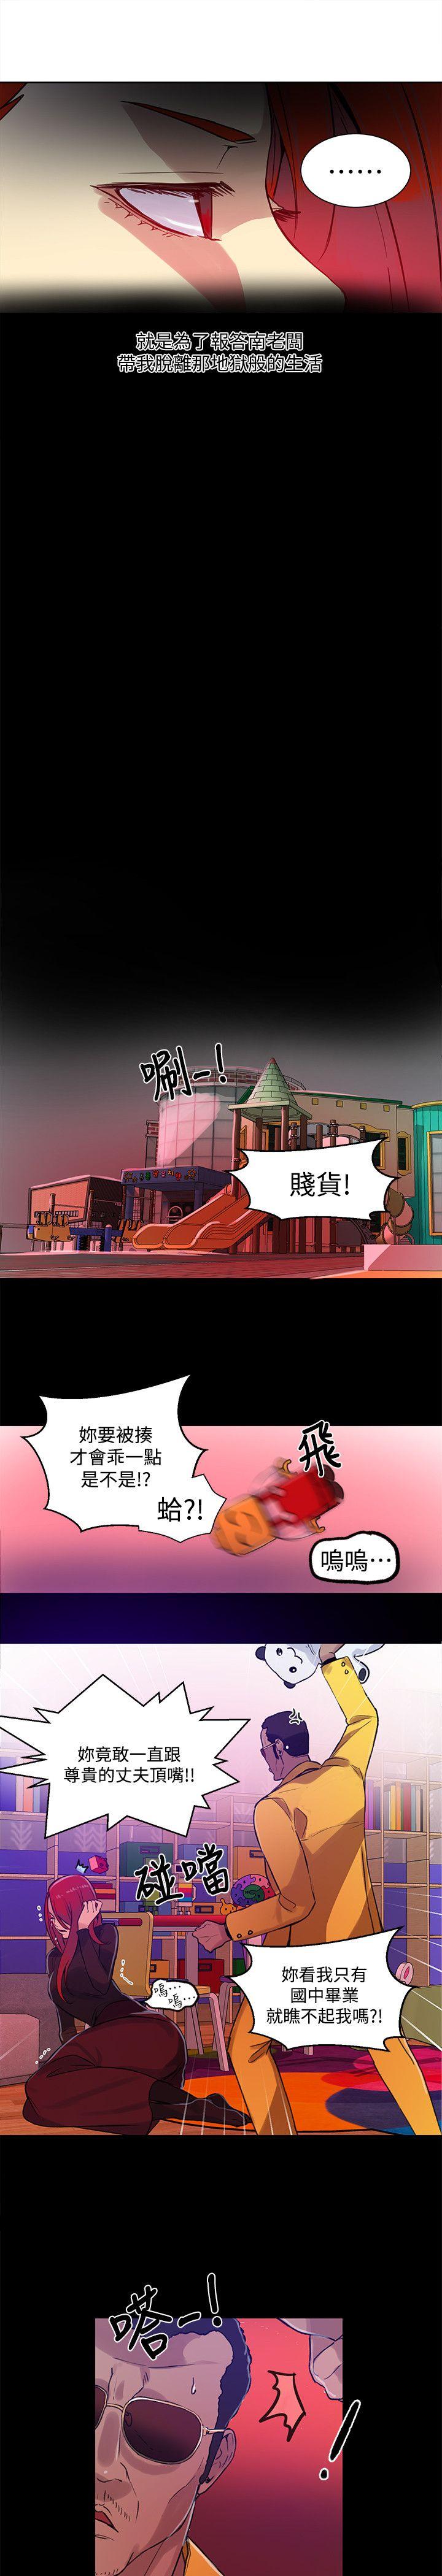 ……
就是為了報答南老闆
帶我脫離那地獄般的生活
唰-!
賤貨!
妳要被揍
才會乖一點
是不是!?
蛤?!
飛
嗚嗚…
妳竟敢一直跟
尊貴的丈夫頂嘴!!
碰噹
嗚……
嗚…
妳看我只有
國中畢業
就瞧不起我嗎?!
嗒-!
!